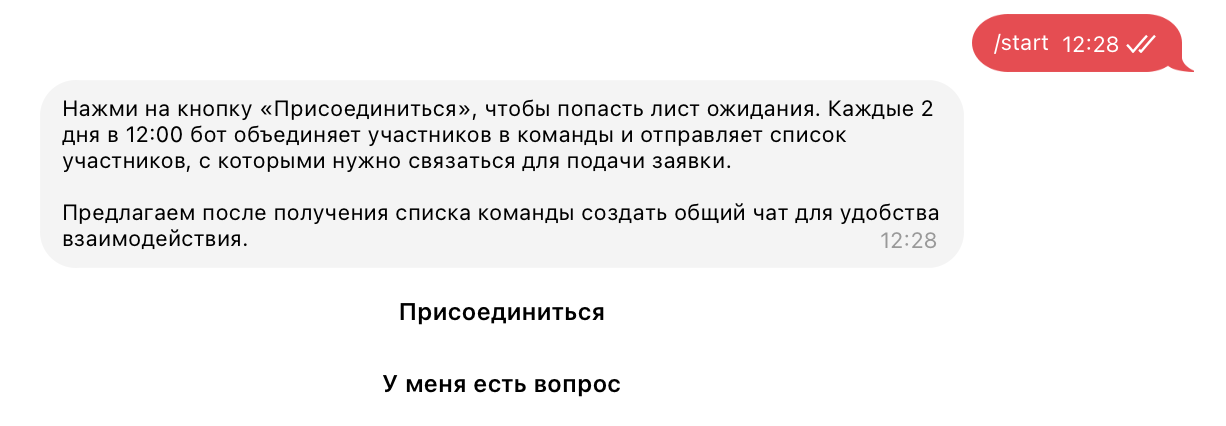 /start 12:28
Нажми на кнопку «Присоединиться», чтобы попасть лист ожидания. Каждые 2
дня в 12:00 бот объединяет участников в команды и отправляет список
участников, с которыми нужно связаться для подачи заявки.
Предлагаем после получения списка команды создать общий чат для удобства
взаимодействия.
12:28
Присоединиться
У меня есть вопрос